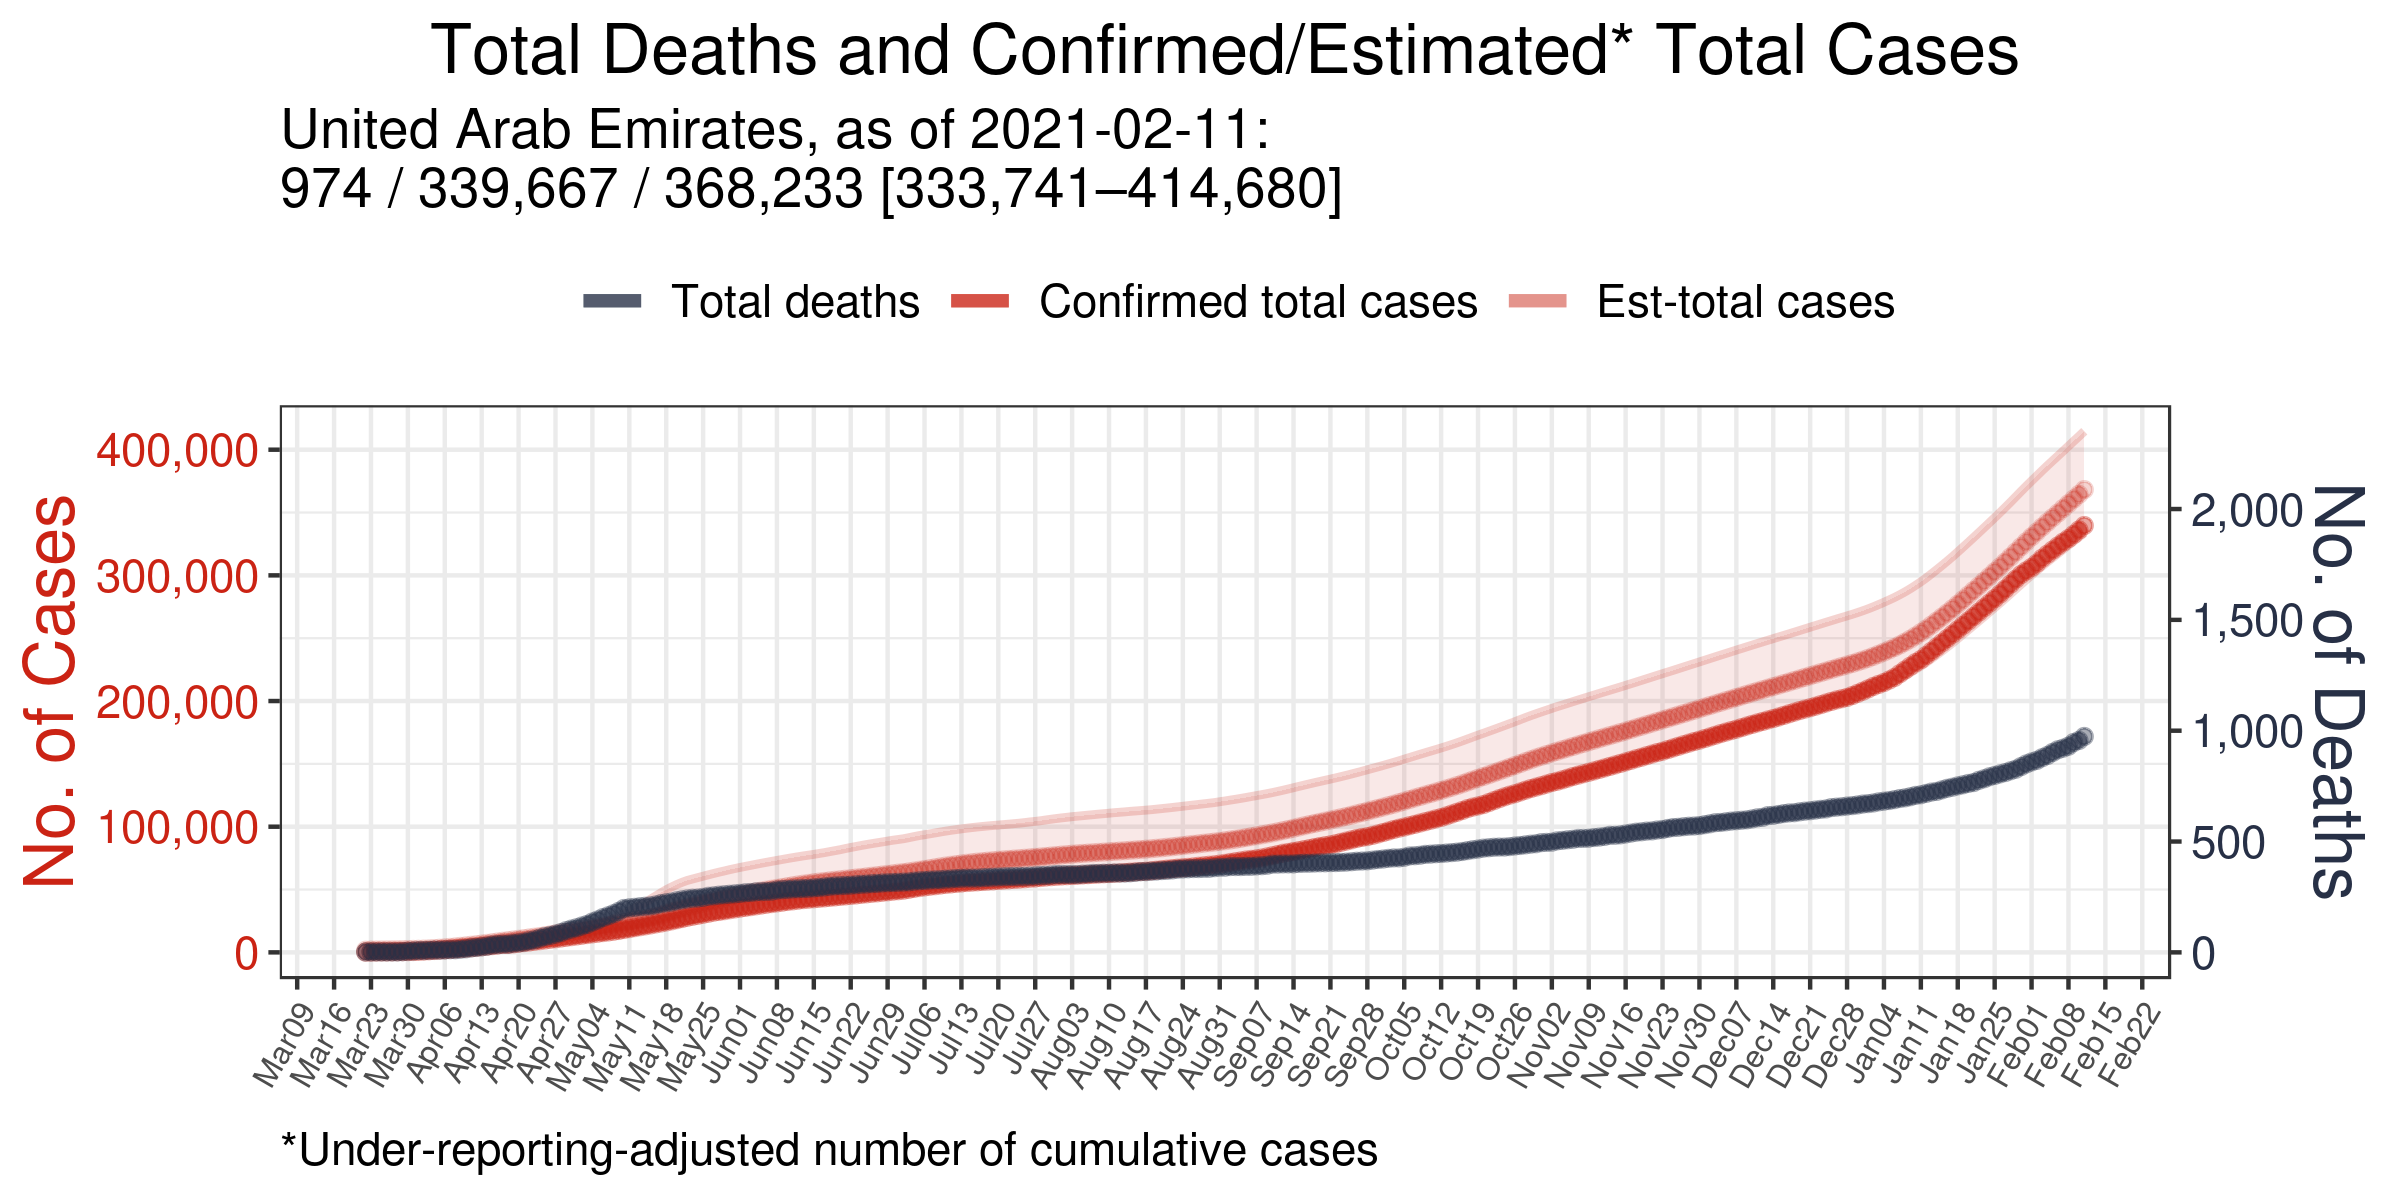 Total Deaths and Confirmed/Estimated* Total Cases
United Arab Emirates, as of 2021-02-11:
974 / 339,667 / 368,233 [333,741–414,680]
Total deaths
Confirmed total cases
Est-total cases
No. of Cases
400,000
300,000
200,000
100,000
0
2,000
1,500
1,000
500
0
No. of Deaths
Mar09
Mar16
Mar23
Mar30
Apr06
Apr13
Apr20
Apr27
May04
May11
May18
May25
Jun01
Jun08
Jun15
Jun22
Jun29
Jul06
Jul13
Jul20
Jul27
Aug03
Aug10
Aug17
Aug24
Aug31
Sep07
Sep14
Sep21
Sep28
Oct05
Oct12
Oct19
Oct26
Nov02
Nov09
Nov16
Nov23
Nov30
Dec07
Dec14
Dec21
Dec28
Jan04
Jan11
Jan18
Jan25
Feb01
Feb08
Feb15
Feb22
*Under-reporting-adjusted number of cumulative cases